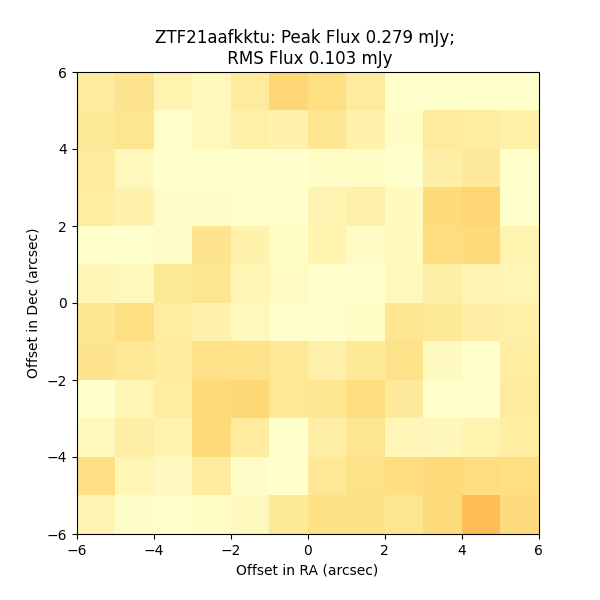 ZTF21aafkktu: Peak Flux 0.279 mJy;
RMS Flux 0.103 mJy
6
4
2
0
−2
−4
−6
Offset in Dec (arcsec)
−6 −4 −2 0 2 4 6
Offset in RA (arcsec)